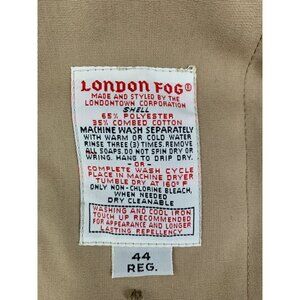 LONDON FOG®
MADE AND STYLED BY THE
LONDONTOWN CORPORATION
SHELL
65% POLYESTER
35% COMBED COTTON
MACHINE WASH SEPARATELY
WITH WARM OR COLD WATER
RINSE THREE (3) TIMES. REMOVE
ALL SOAPS. DO NOT SPIN DRY OR
WRING. HANG TO DRIP DRY.
-OR-
COMPLETE WASH CYCLE
PLACE IN MACHINE DRYER
TUMBLE DRY AT 160° F
ONLY NON-CHLORINE BLEACH,
WHEN NEEDED
DRY CLEANABLE
WASHING AND COOL IRON
TOUCH UP RECOMMENDED
FOR APPEARANCE AND LONGER
LASTING REPELLENCY
44
REG.